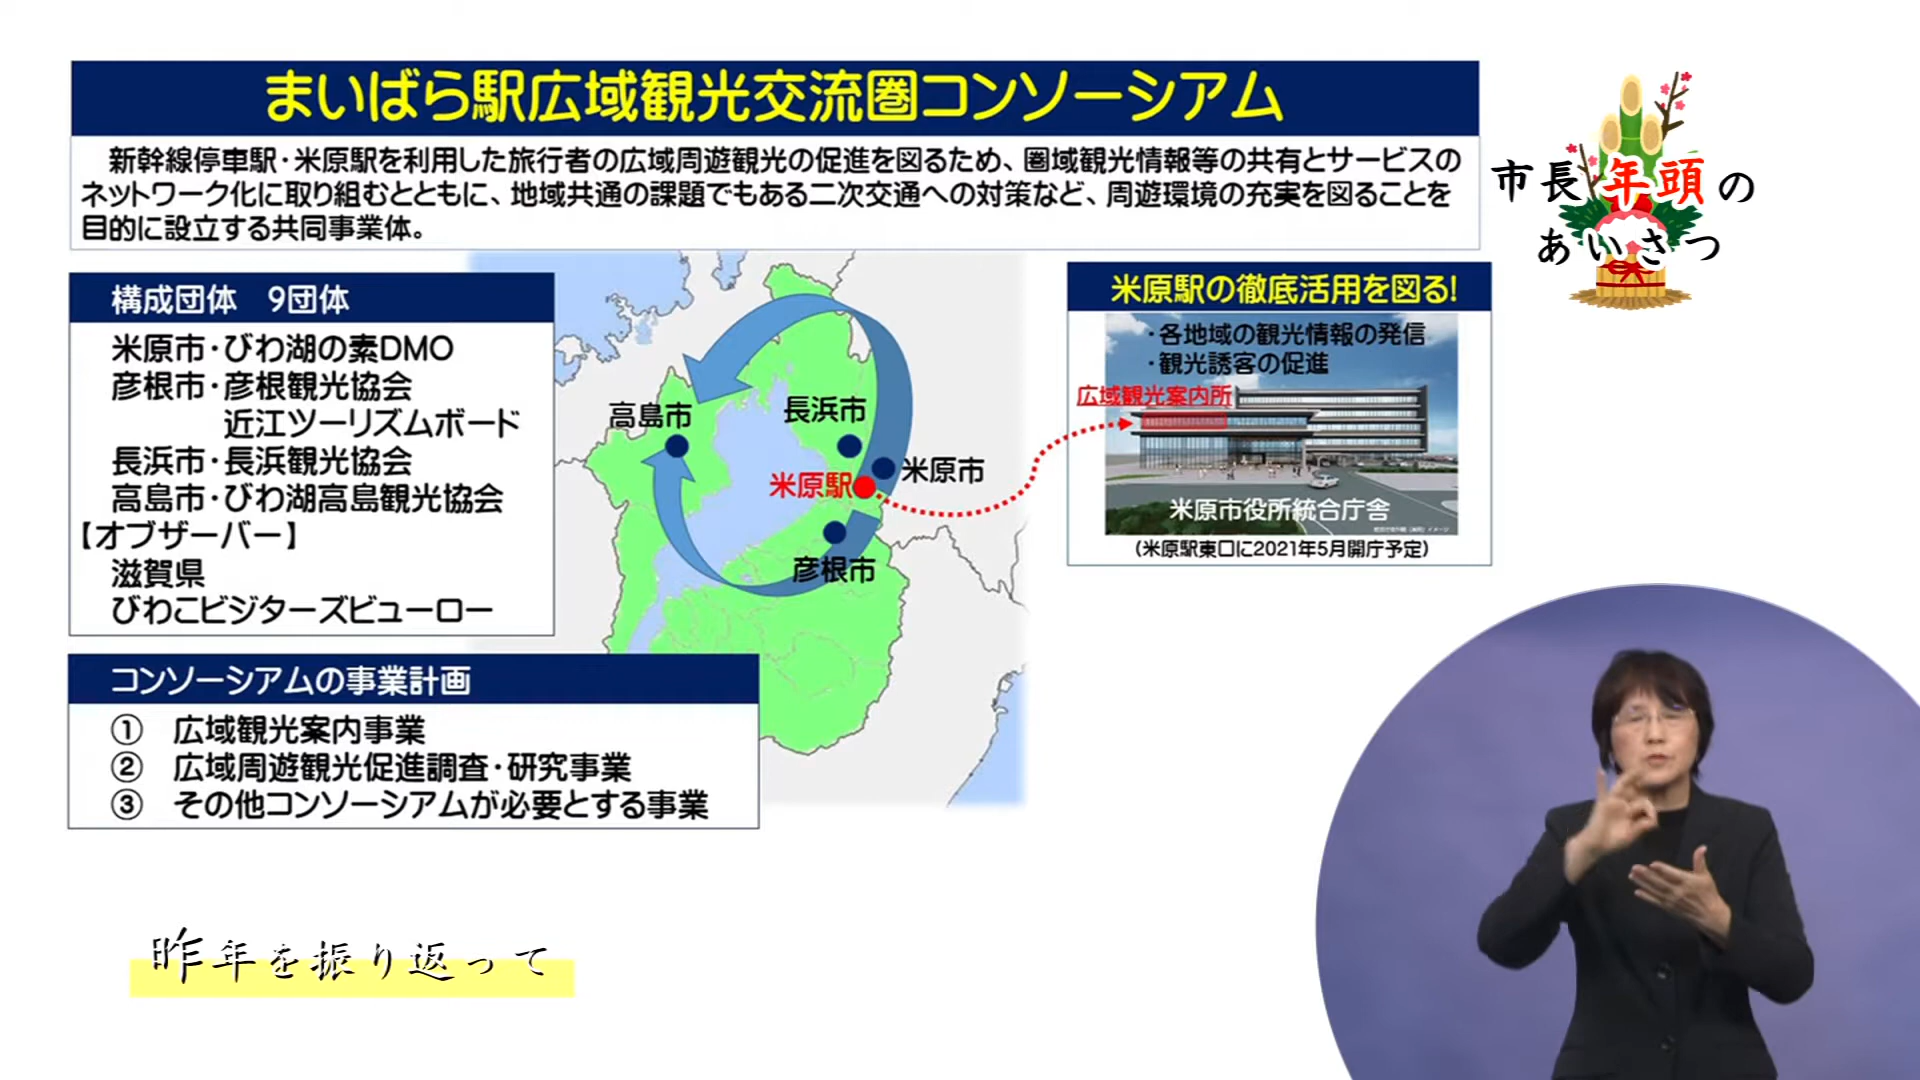 まいばら駅広域観光交流圏コンソーシアム
新幹線停車駅・米原駅を利用した旅行者の広域周遊観光の促進を図るため、圏域観光情報等の共有とサービスの
ネットワーク化に取り組むとともに、地域共通の課題でもある二次交通への対策など、周遊環境の充実を図ることを
目的に設立する共同事業体。
市長年頭の
あいさつ
構成団体 9団体
米原市・びわ湖の素DMO
彦根市・彦根観光協会
近江ツーリズムボード
長浜市・長浜観光協会
高島市・びわ湖高島観光協会
【オブザーバー】
滋賀県
びわこビジターズビューロー
高島市
長浜市
米原駅
米原市
彦根市
米原駅の徹底活用を図る!
・各地域の観光情報の発信
・観光誘客の促進
広域観光案内所
米原市役所統合庁舎
(米原駅東口に2021年5月開庁予定)
コンソーシアムの事業計画
① 広域観光案内事業
② 広域周遊観光促進調査・研究事業
③ その他コンソーシアムが必要とする事業
昨年を振り返って